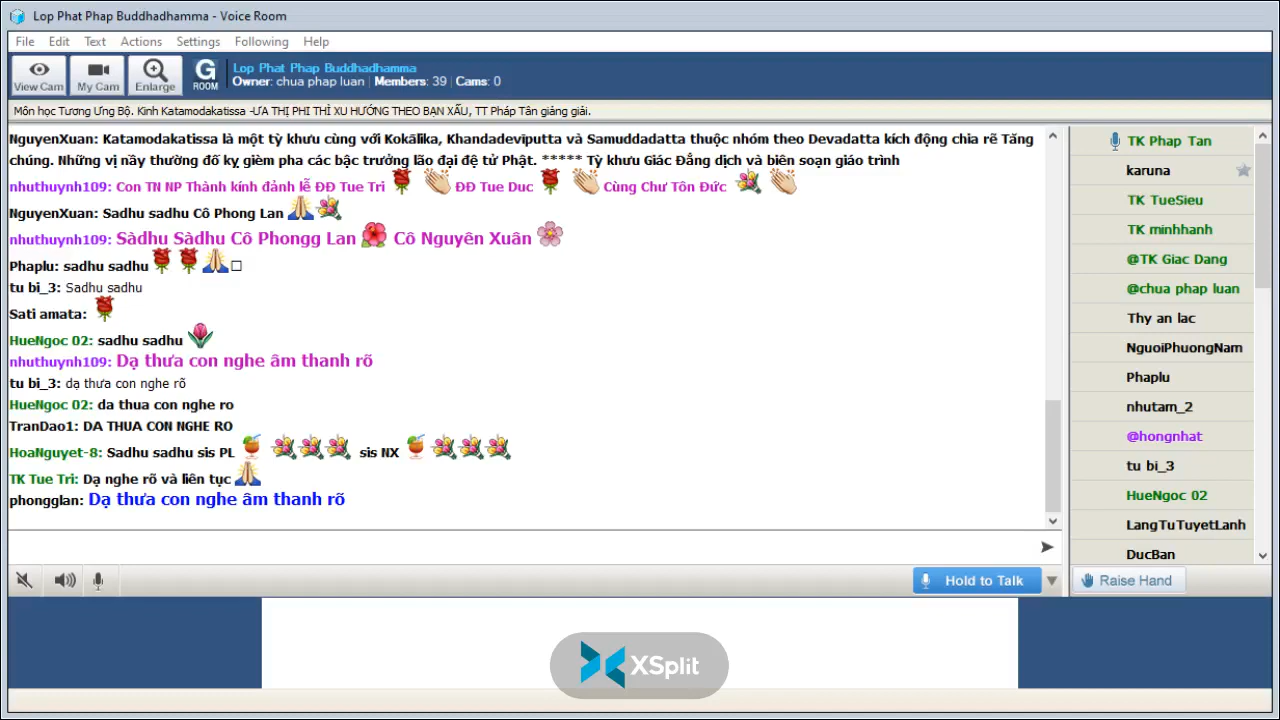 Lop Phat Phap Buddhadhamma - Voice Room
File Edit Text Actions Settings Following Help
View Cam My Cam Enlarge G ROOM
Lop Phat Phap Buddhadhamma
Owner: chua phap luan | Members: 39 | Cams: 0
Môn học Tương Ưng Bộ. Kinh Katamodakatissa -ƯA THỊ PHI THÌ XU HƯỚNG THEO BẠN XẤU, TT Pháp Tân giảng giải.
NguyenXuan: Katamodakatissa là một tỳ khưu cùng với Kokālika, Khandadevīputta và Samuddadatta thuộc nhóm theo Devadatta kích động chia rẽ Tăng
chúng. Những vị nầy thường đố kỵ gièm pha các bậc trưởng lão đại đệ tử Phật. ***** Tỳ khưu Giác Đẳng dịch và biên soạn giáo trình
nhuthuynh109: Con TN NP Thành kính đảnh lễ ĐĐ Tue Tri ĐĐ Tue Duc Cùng Chư Tôn Đức
NguyenXuan: Sadhu sadhu Cô Phong Lan
nhuthuynh109: Sàdhu Sàdhu Cô Phongg Lan Cô Nguyên Xuân
Phaplu: sadhu sadhu
tu bi_3: Sadhu sadhu
Sati amata:
HueNgoc 02: sadhu sadhu
nhuthuynh109: Dạ thưa con nghe âm thanh rõ
tu bi_3: dạ thưa con nghe rõ
HueNgoc 02: da thua con nghe ro
TranDao1: DA THUA CON NGHE RO
HoaNguyet-8: Sadhu sadhu sis PL sis NX
TK Tue Tri: Dạ nghe rõ và liên tục
phongglan: Dạ thưa con nghe âm thanh rõ
TK Phap Tan
karuna
TK TueSieu
TK minhhanh
@TK Giac Dang
@chua phap luan
Thy an lac
NguoiPhuongNam
Phaplu
nhutam_2
@hongnhat
tu bi_3
HueNgoc 02
LangTuTuyetLanh
DucBan
Hold to Talk
Raise Hand
XSplit